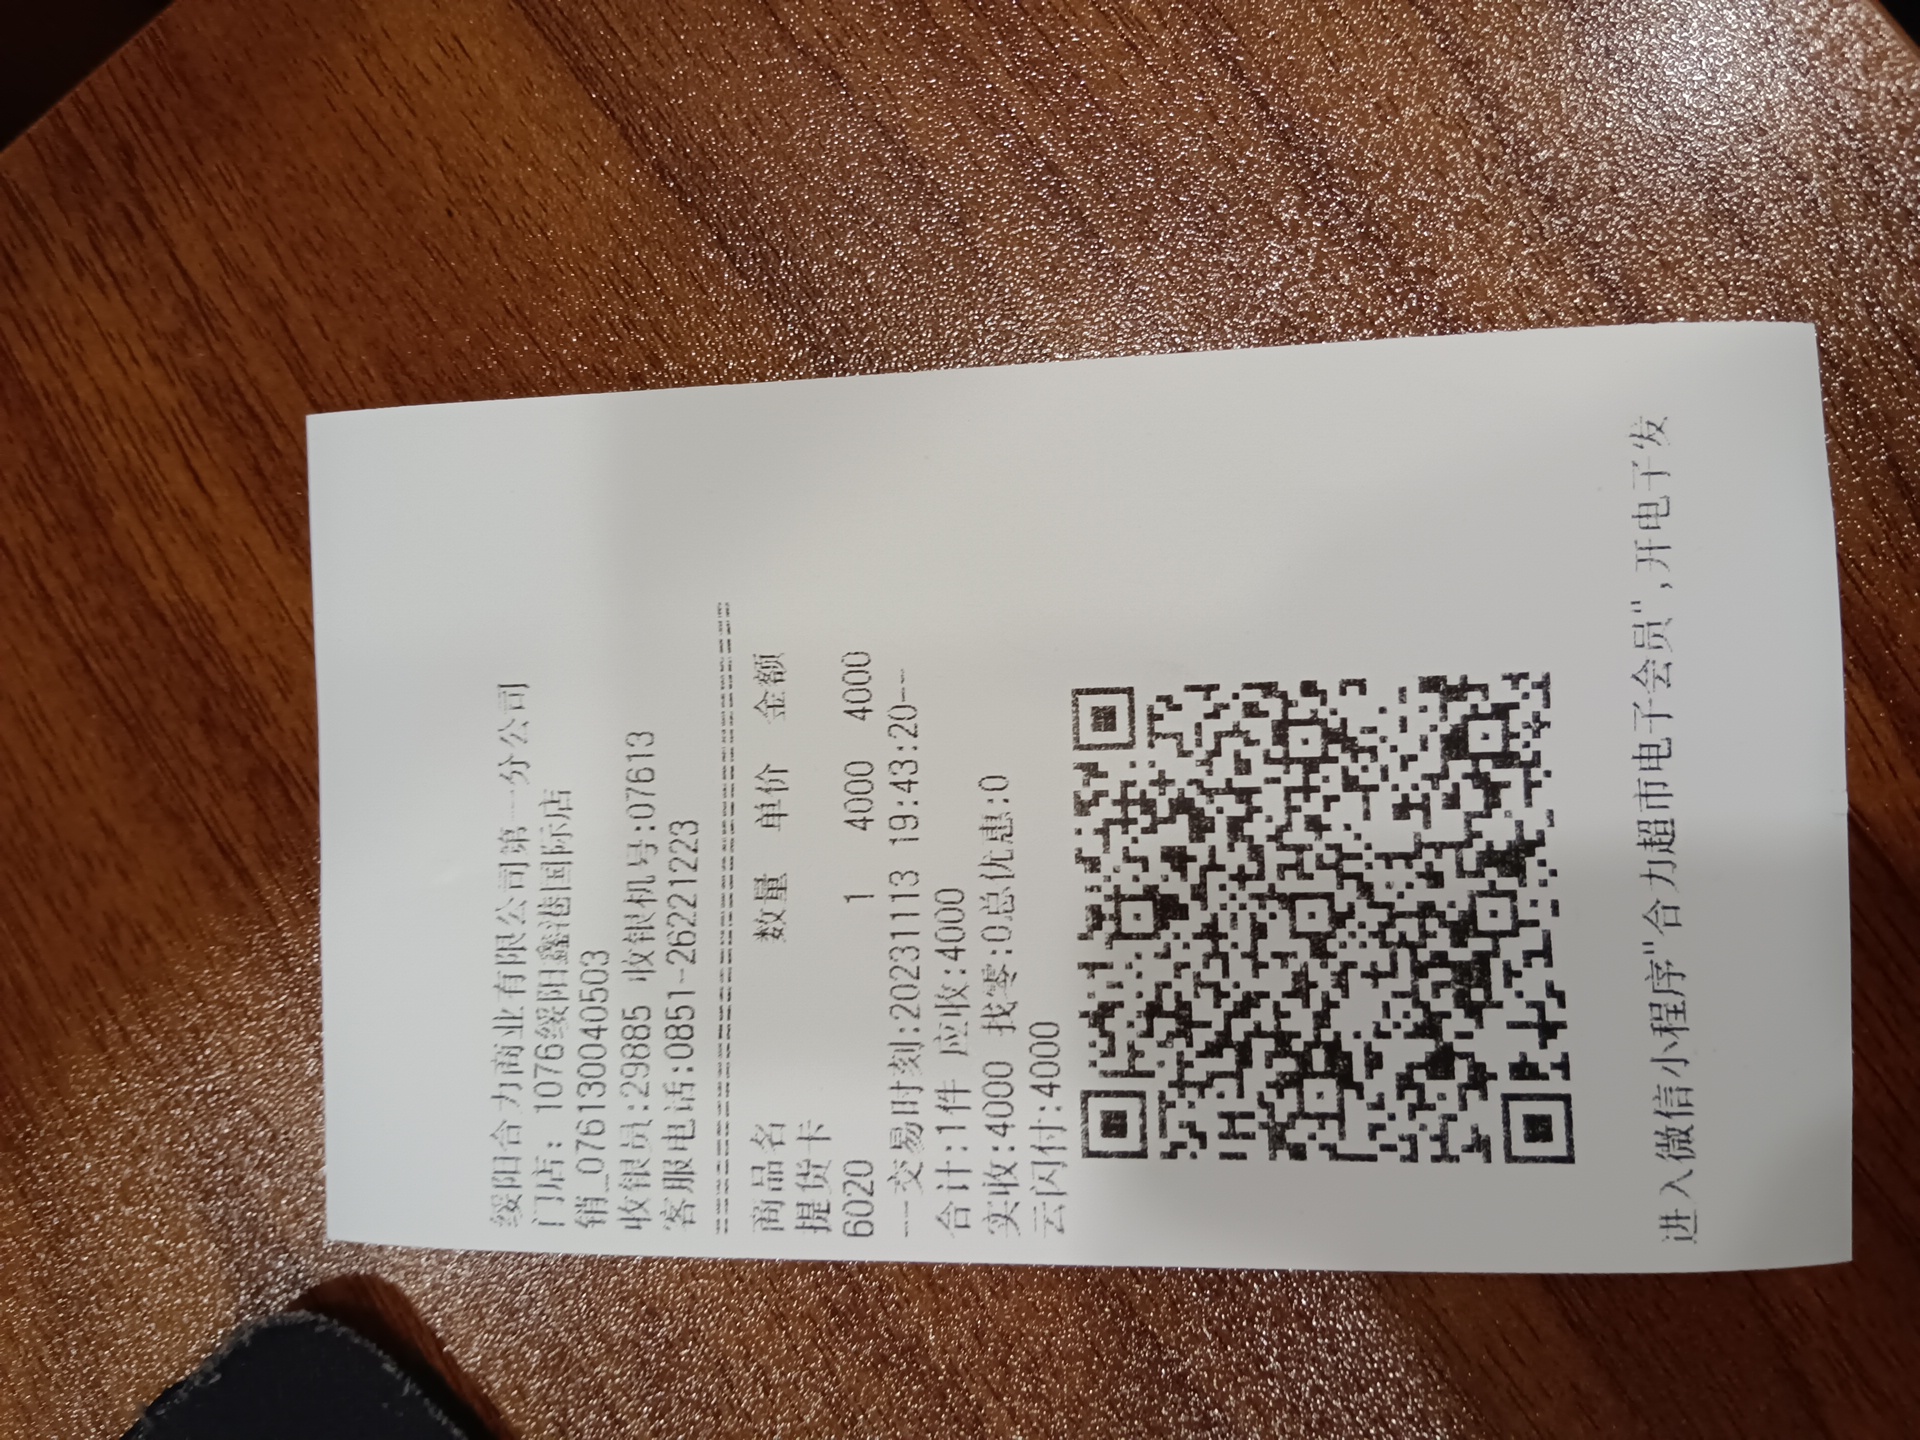 绥阳合力商业有限公司第一分公司
门店: 1076绥阳鑫港国际店
销_076130040503
收银员:29885 收银机号:07613
客服电话:0851-26221223
================================
商品名 数量 单价 金额
提货卡
6020 1 4000 4000
--交易时刻:20231113 19:43:20--
合计:1件 应收:4000
实收:4000 找零:0总优惠:0
云闪付:4000
进入微信小程序"合力超市电子会员",开电子发